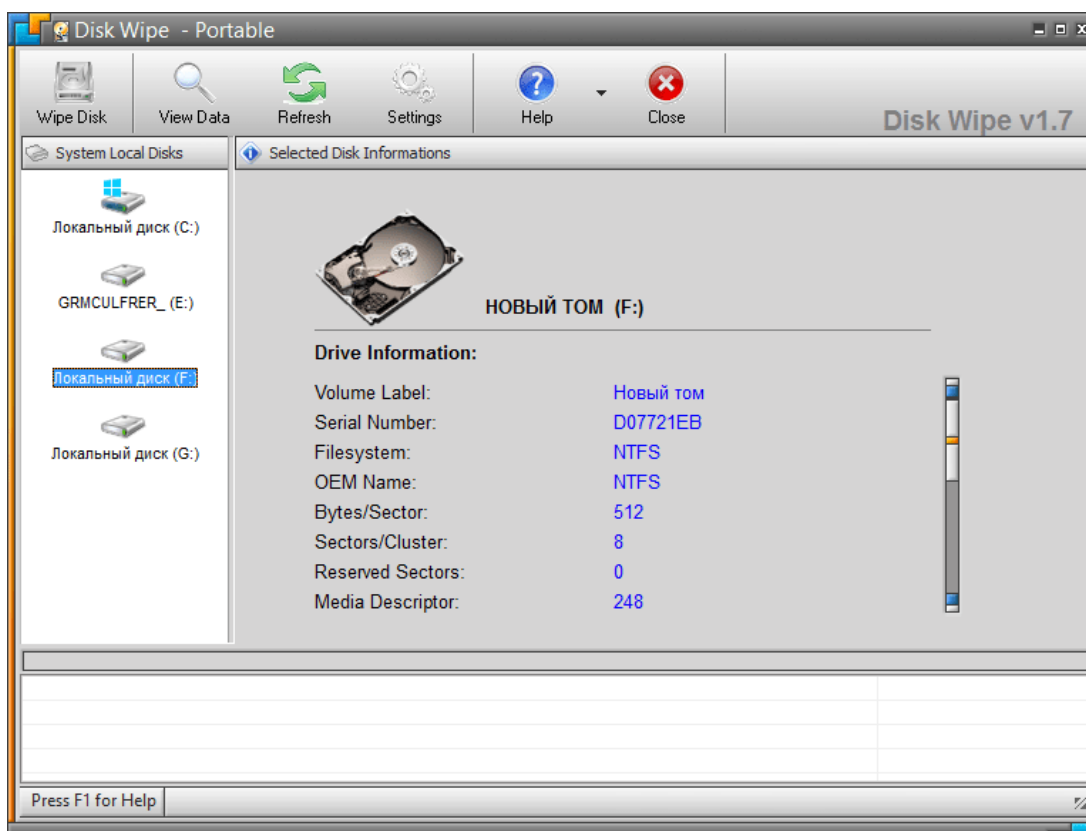 Disk Wipe - Portable
Wipe Disk View Data Refresh Settings Help Close
Disk Wipe v1.7
System Local Disks
Selected Disk Informations
Локальный диск (C:)
GRMCULFRER_ (E:)
Локальный диск (F:)
Локальный диск (G:)
НОВЫЙ ТОМ (F:)
Drive Information:
Volume Label: Новый том
Serial Number: D07721EB
Filesystem: NTFS
OEM Name: NTFS
Bytes/Sector: 512
Sectors/Cluster: 8
Reserved Sectors: 0
Media Descriptor: 248
Press F1 for Help